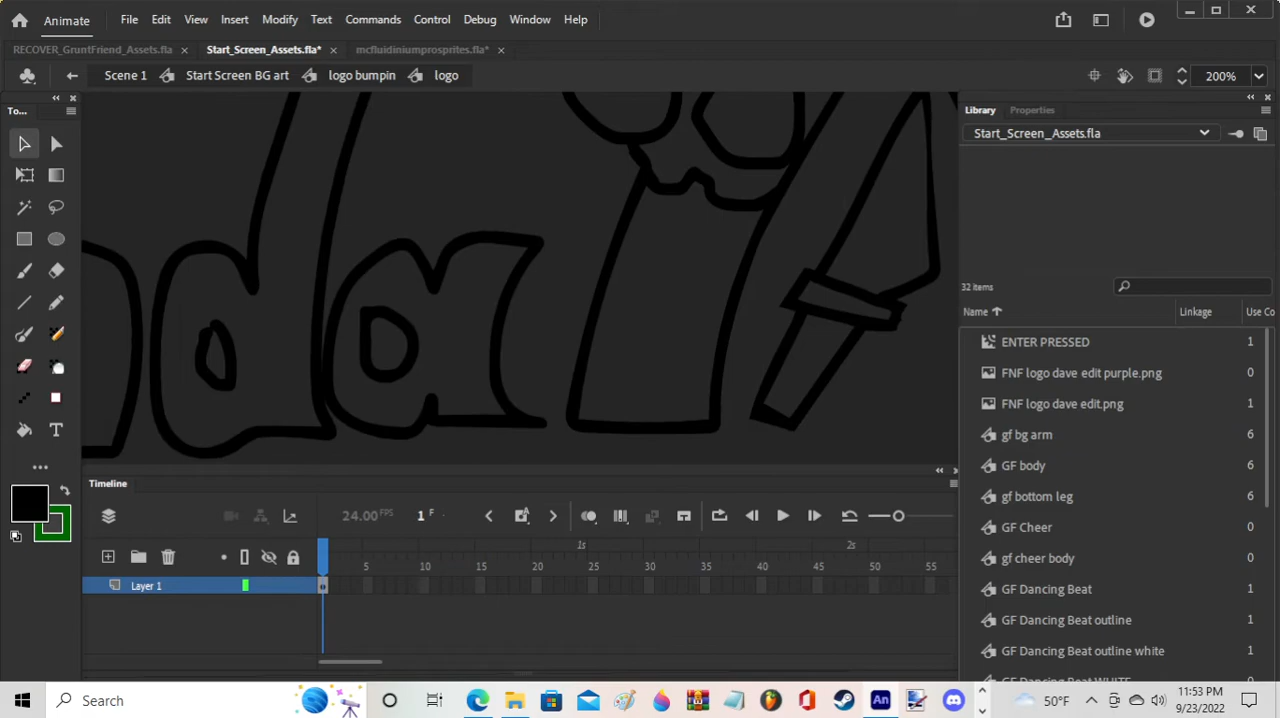 Animate File Edit View Insert Modify Text Commands Control Debug Window Help
RECOVER_GruntFriend_Assets.fla Start_Screen_Assets.fla* mcfluidiniumprosprites.fla*
Scene 1 Start Screen BG art logo bumpin logo 200%
To... Library Properties
Start_Screen_Assets.fla
da
32 items
Name Linkage Use Co
ENTER PRESSED 1
FNF logo dave edit purple.png 0
FNF logo dave edit.png 1
gf bg arm 6
GF body 6
gf bottom leg 6
GF Cheer 0
gf cheer body 0
GF Dancing Beat 1
GF Dancing Beat outline 1
GF Dancing Beat outline white 1
GF Dancing Beat WHITE
Timeline
24.00 FPS 1 F
1s 2s
5 10 15 20 25 30 35 40 45 50 55
Layer 1
Search An 50°F 11:53 PM
9/23/2022